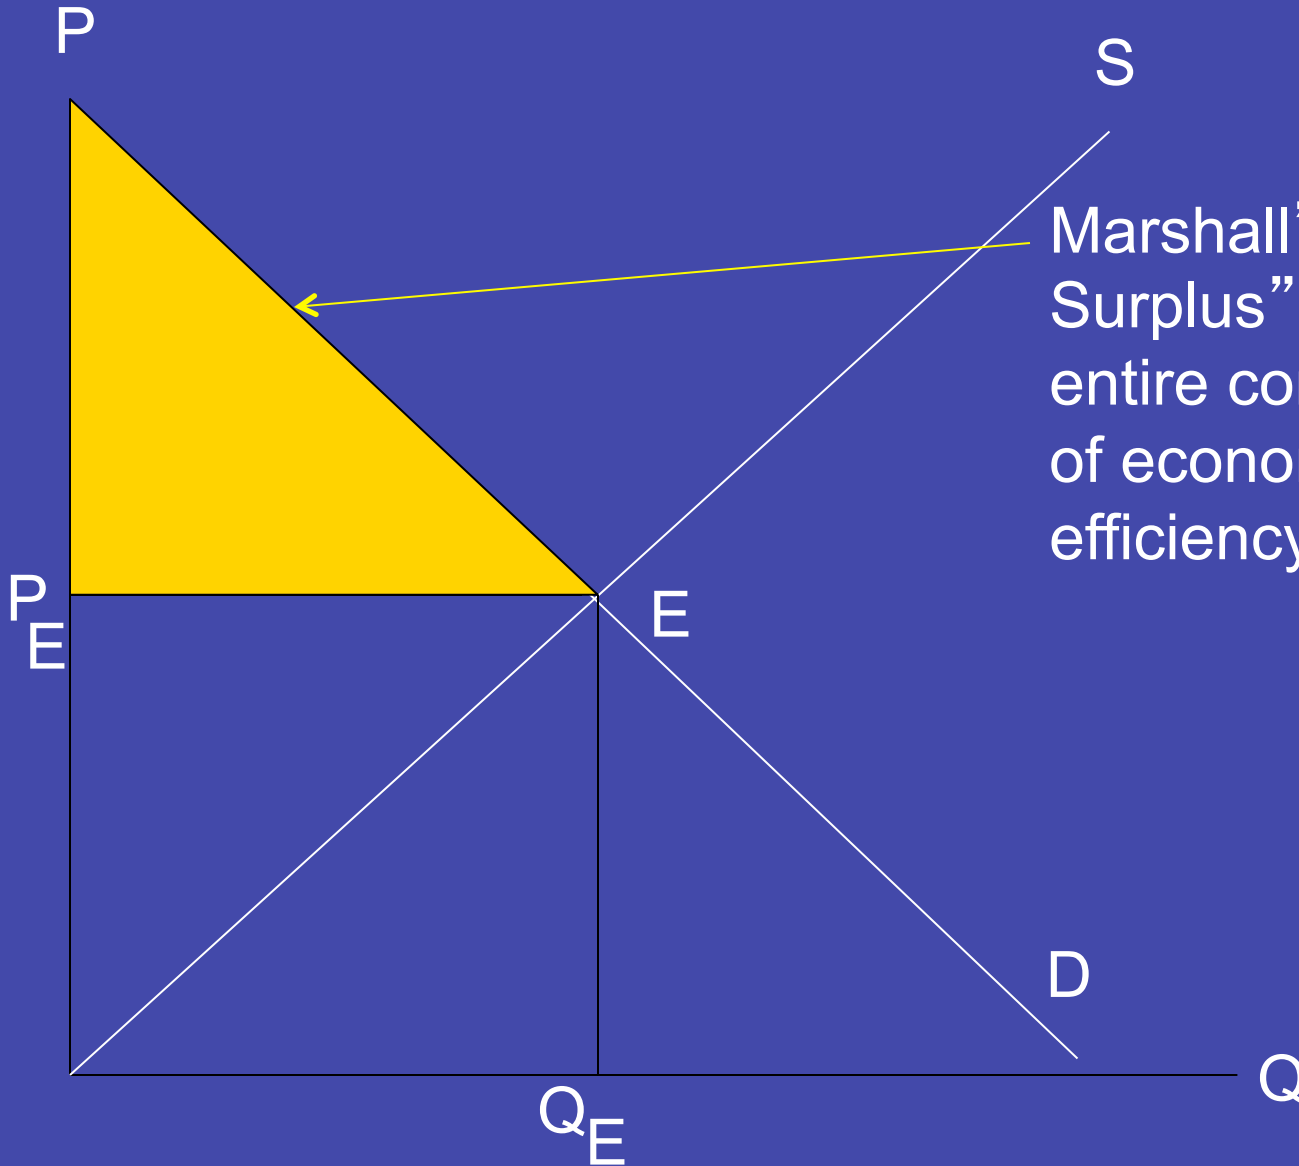 P
S
Marshall’
Surplus”
entire co
of econo
efficiency
P
E
E
D
Q
Q
E